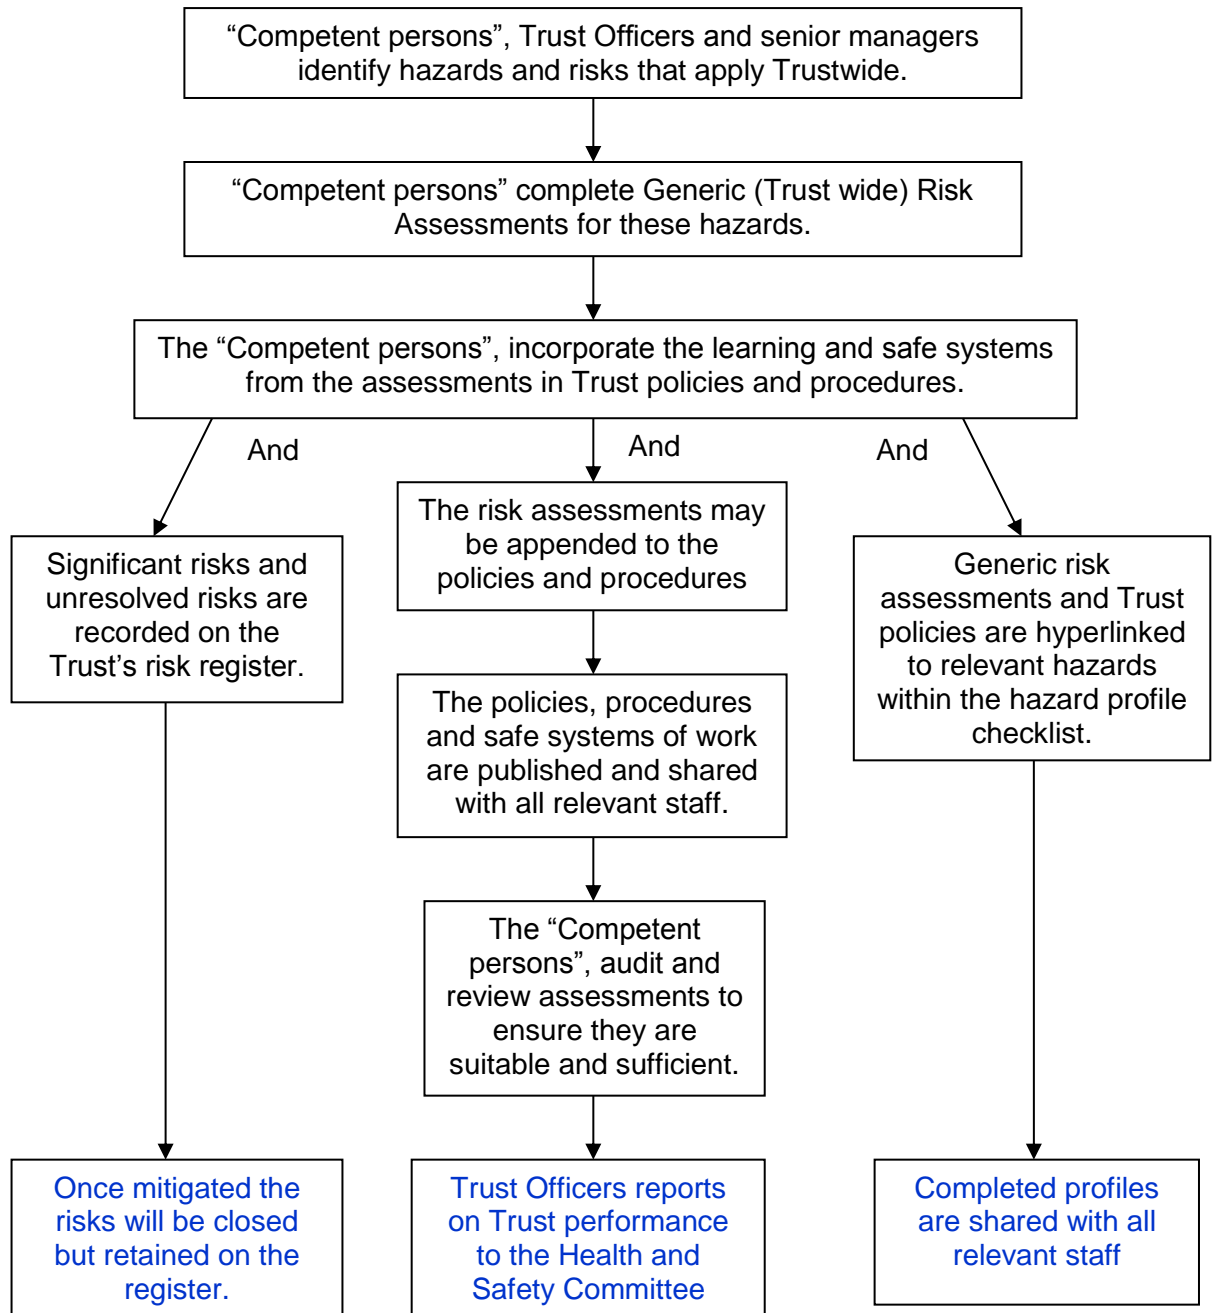 “Competent persons”, Trust Officers and senior managers
identify hazards and risks that apply Trustwide.
“Competent persons” complete Generic (Trust wide) Risk
Assessments for these hazards.
The “Competent persons”, incorporate the learning and safe systems
from the assessments in Trust policies and procedures.
And
And
And
Significant risks and
unresolved risks are
recorded on the
Trust’s risk register.
The risk assessments may
be appended to the
policies and procedures
Generic risk
assessments and Trust
policies are hyperlinked
to relevant hazards
within the hazard profile
checklist.
The policies, procedures
and safe systems of work
are published and shared
with all relevant staff.
The “Competent
persons”, audit and
review assessments to
ensure they are
suitable and sufficient.
Once mitigated the
risks will be closed
but retained on the
register.
Trust Officers reports
on Trust performance
to the Health and
Safety Committee
Completed profiles
are shared with all
relevant staff